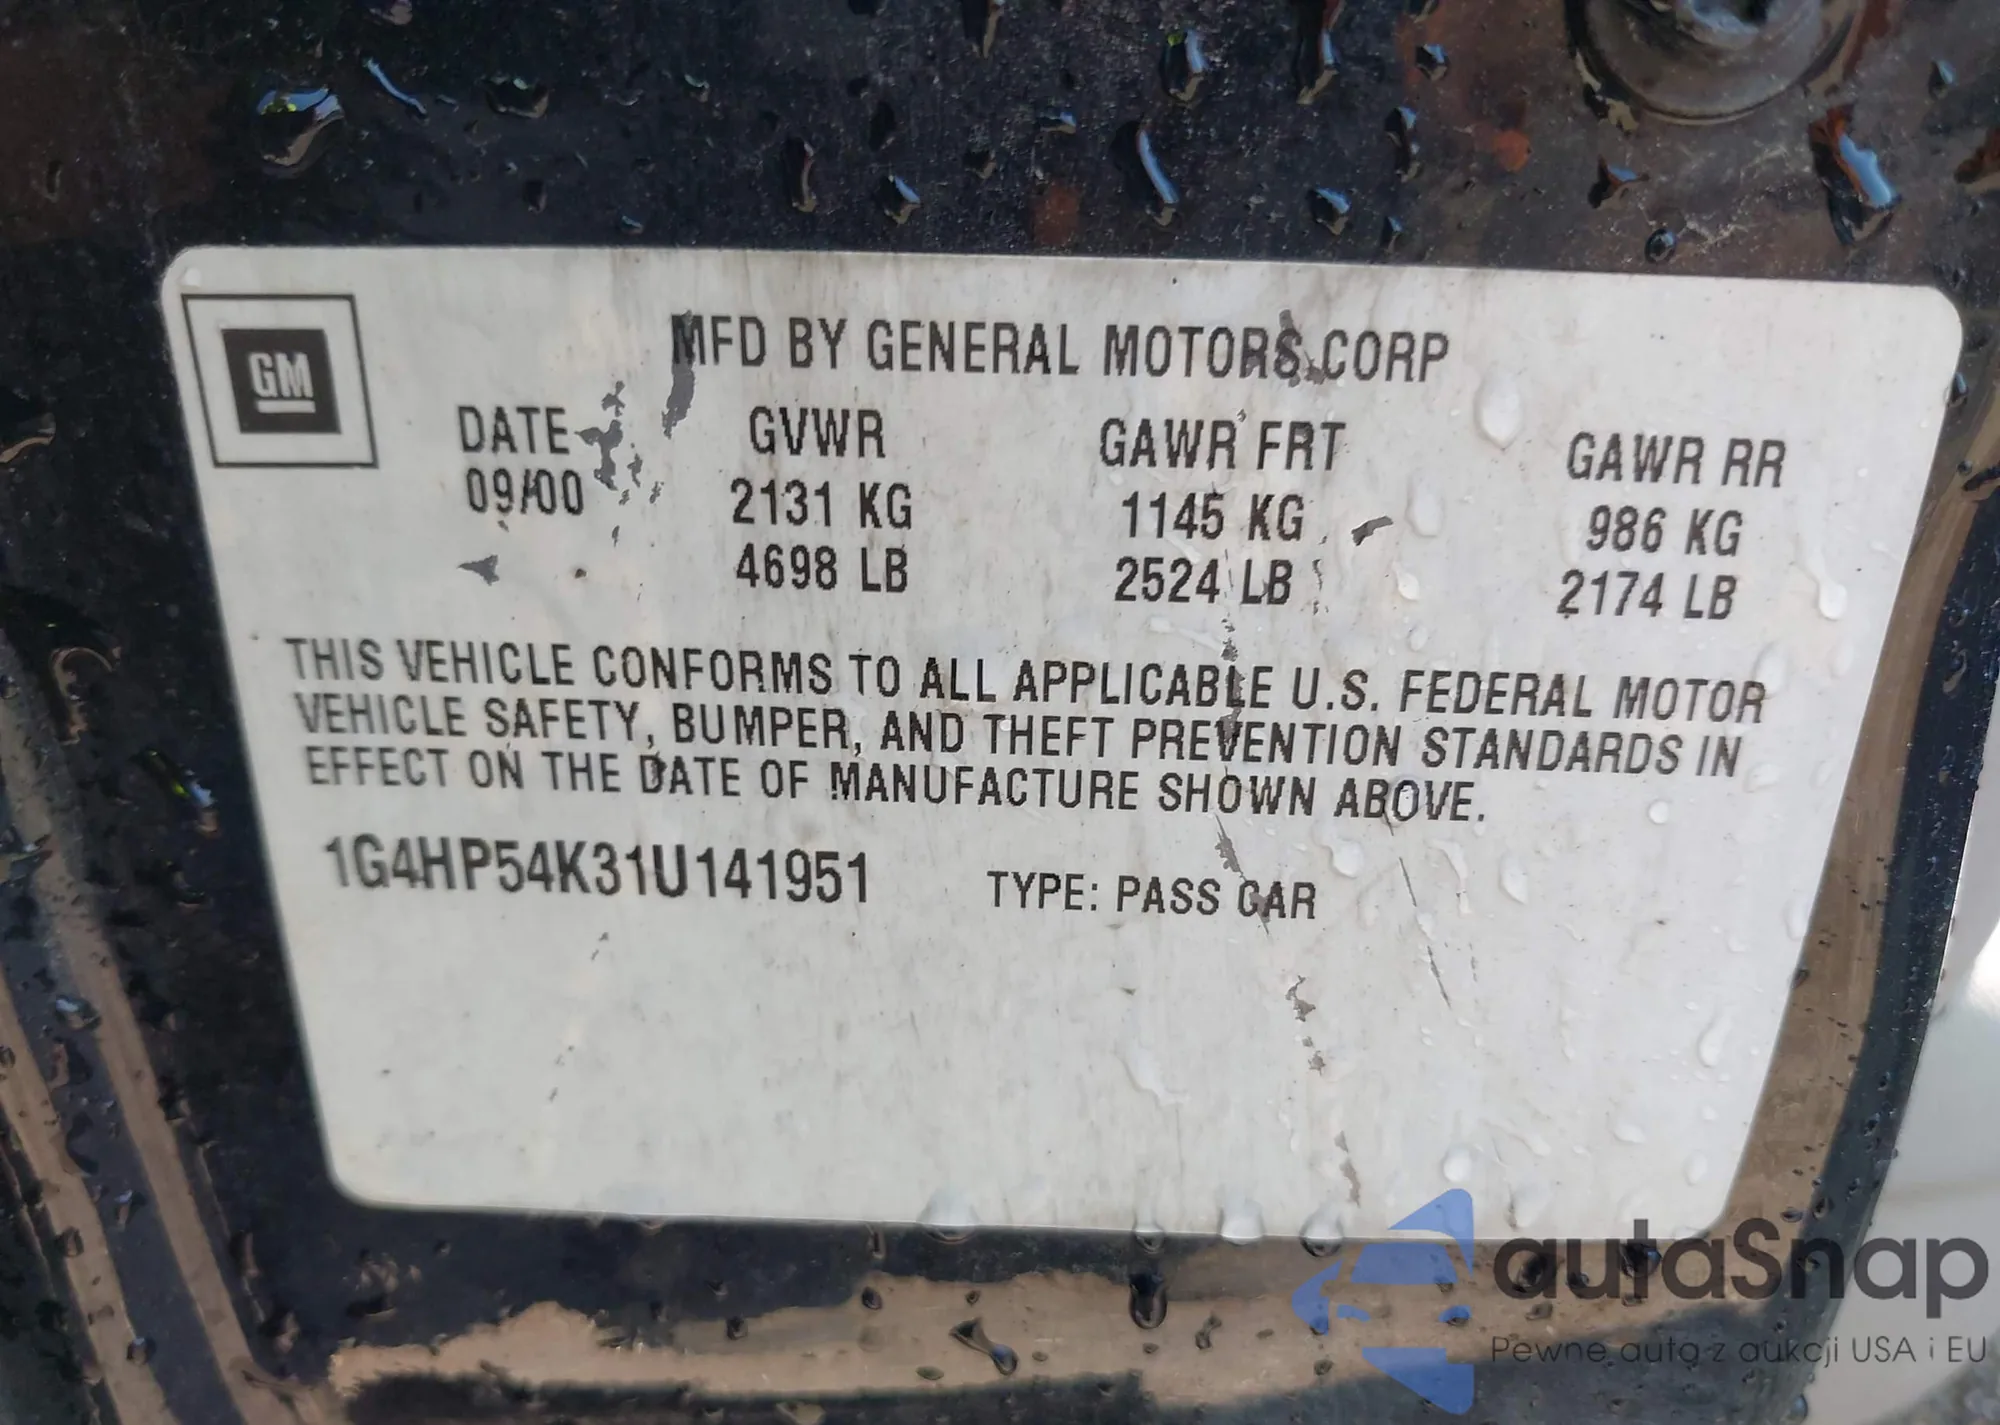 GM
MFD BY GENERAL MOTORS CORP
DATE GVWR GAWR FRT GAWR RR
09/00 2131 KG 1145 KG 986 KG
4698 LB 2524 LB 2174 LB
THIS VEHICLE CONFORMS TO ALL APPLICABLE U.S. FEDERAL MOTOR
VEHICLE SAFETY, BUMPER, AND THEFT PREVENTION STANDARDS IN
EFFECT ON THE DATE OF MANUFACTURE SHOWN ABOVE.
1G4HP54K31U141951 TYPE: PASS CAR
autaSnap
Pewne auta z aukcji USA i EU